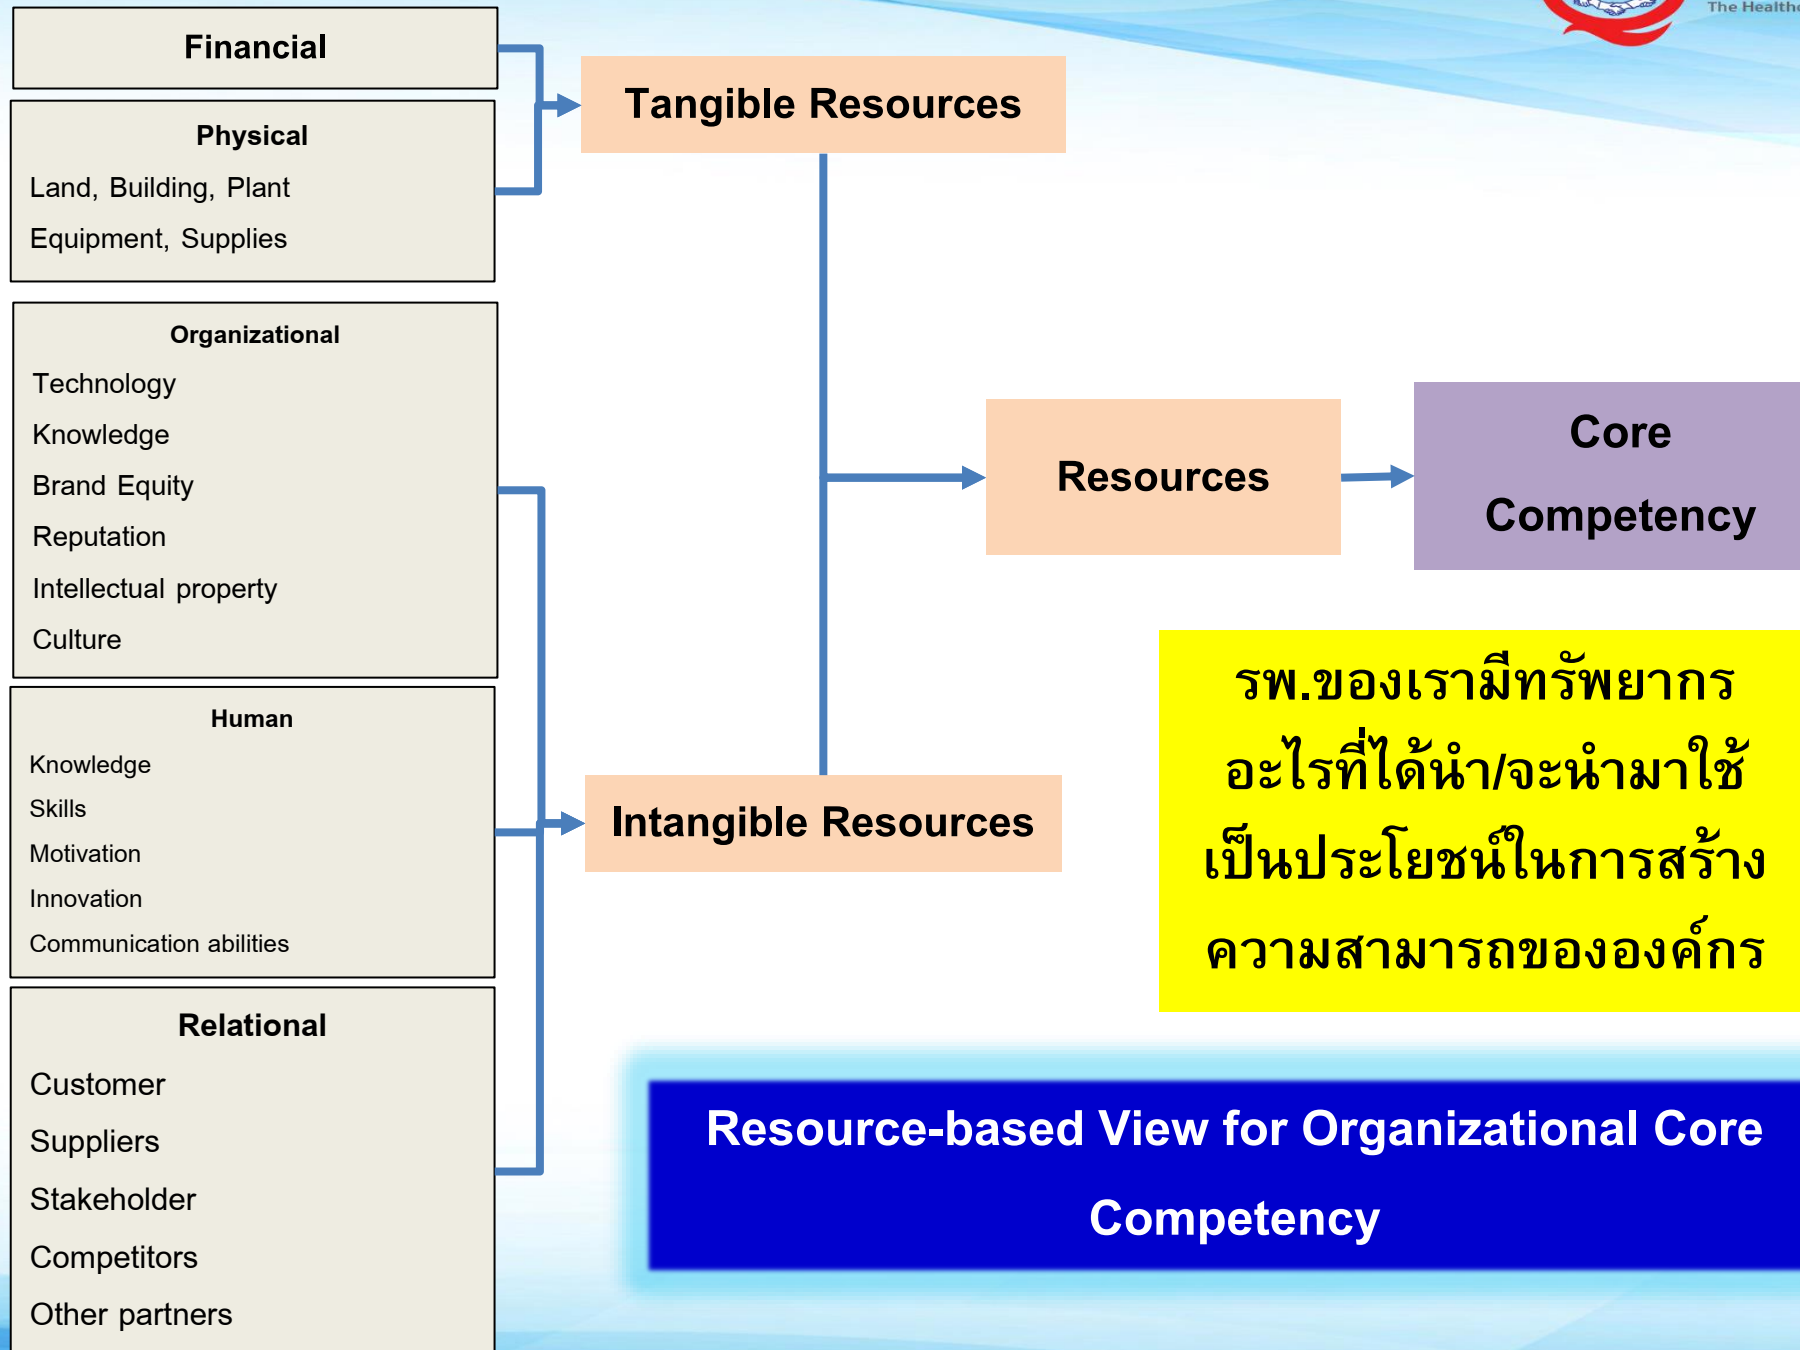 The Healthc
Financial
Physical
Land, Building, Plant
Equipment, Supplies
Tangible Resources
Organizational
Technology
Knowledge
Brand Equity
Reputation
Intellectual property
Culture
Human
Knowledge
Skills
Motivation
Innovation
Communication abilities
Relational
Customer
Suppliers
Stakeholder
Competitors
Other partners
Intangible Resources
Resources
Core
Competency
รพ.ของเรามีทรัพยากร
อะไรที่ได้นำ/จะนำมาใช้
เป็นประโยชน์ในการสร้าง
ความสามารถขององค์กร
Resource-based View for Organizational Core
Competency